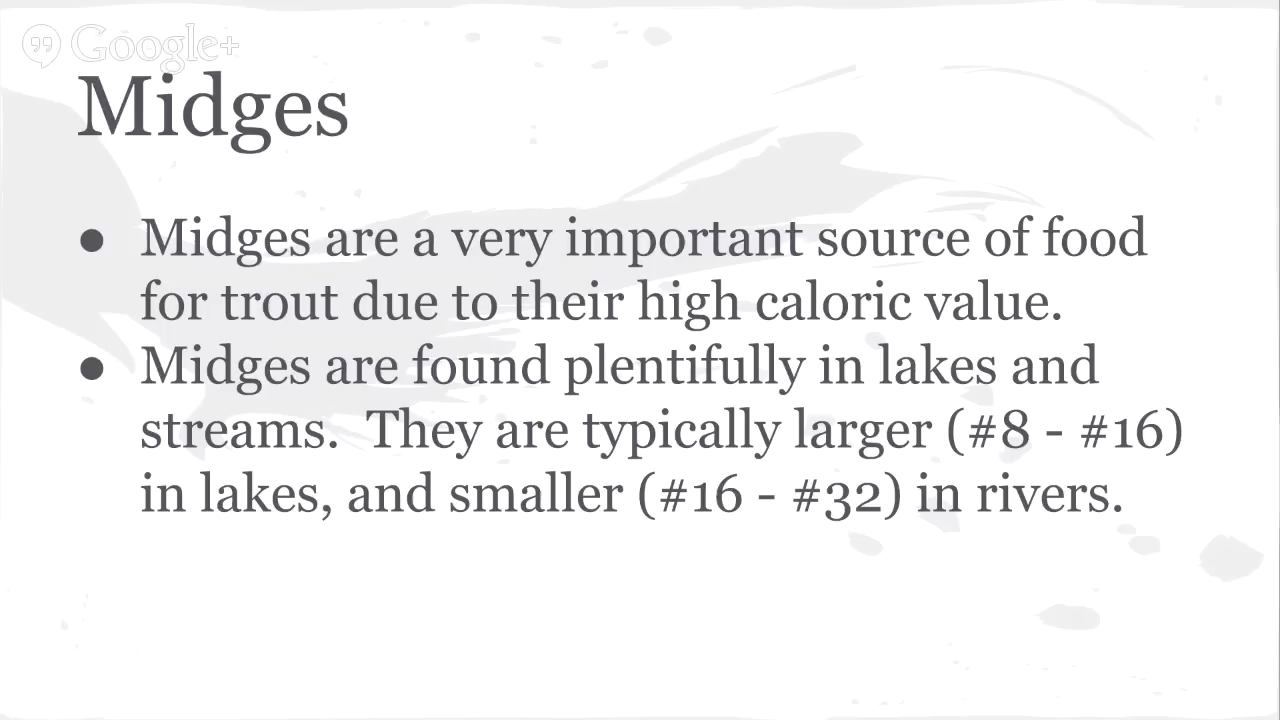 Google+
Midges
● Midges are a very important source of food
for trout due to their high caloric value.
● Midges are found plentifully in lakes and
streams.  They are typically larger (#8 - #16)
in lakes, and smaller (#16 - #32) in rivers.